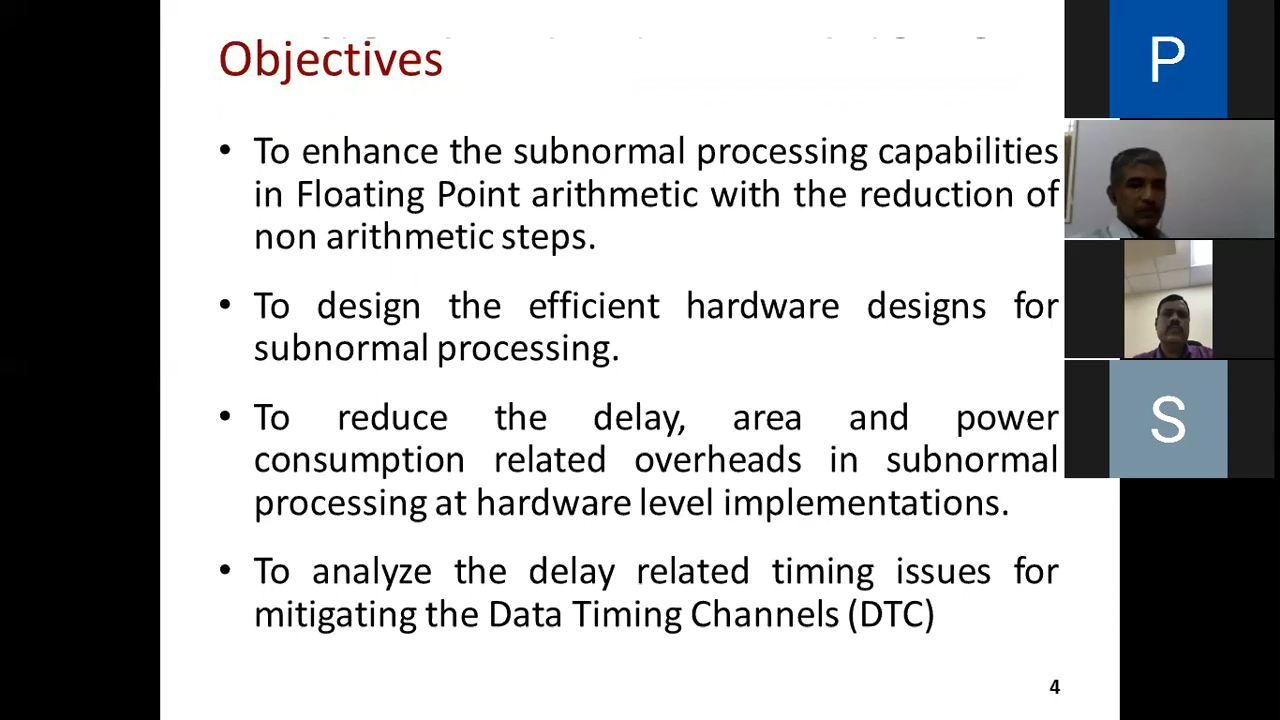 Objectives
• To enhance the subnormal processing capabilities
in Floating Point arithmetic with the reduction of
non arithmetic steps.
• To design the efficient hardware designs for
subnormal processing.
• To reduce the delay, area and power
consumption related overheads in subnormal
processing at hardware level implementations.
• To analyze the delay related timing issues for
mitigating the Data Timing Channels (DTC)
4
P
S